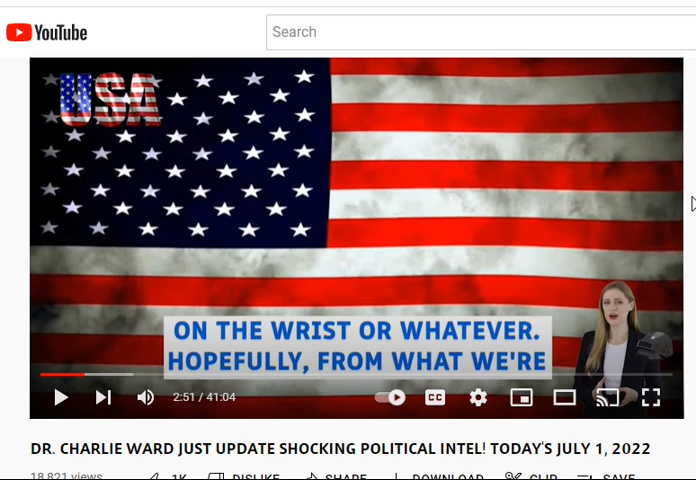 YouTube
Search
USA
ON THE WRIST OR WHATEVER.
HOPEFULLY, FROM WHAT WE'RE
2:51 / 41:04
CC
DR. CHARLIE WARD JUST UPDATE SHOCKING POLITICAL INTEL! TODAY'S JULY 1, 2022
18,821 views 1K DISLIKE SHARE DOWNLOAD CLIP SAVE